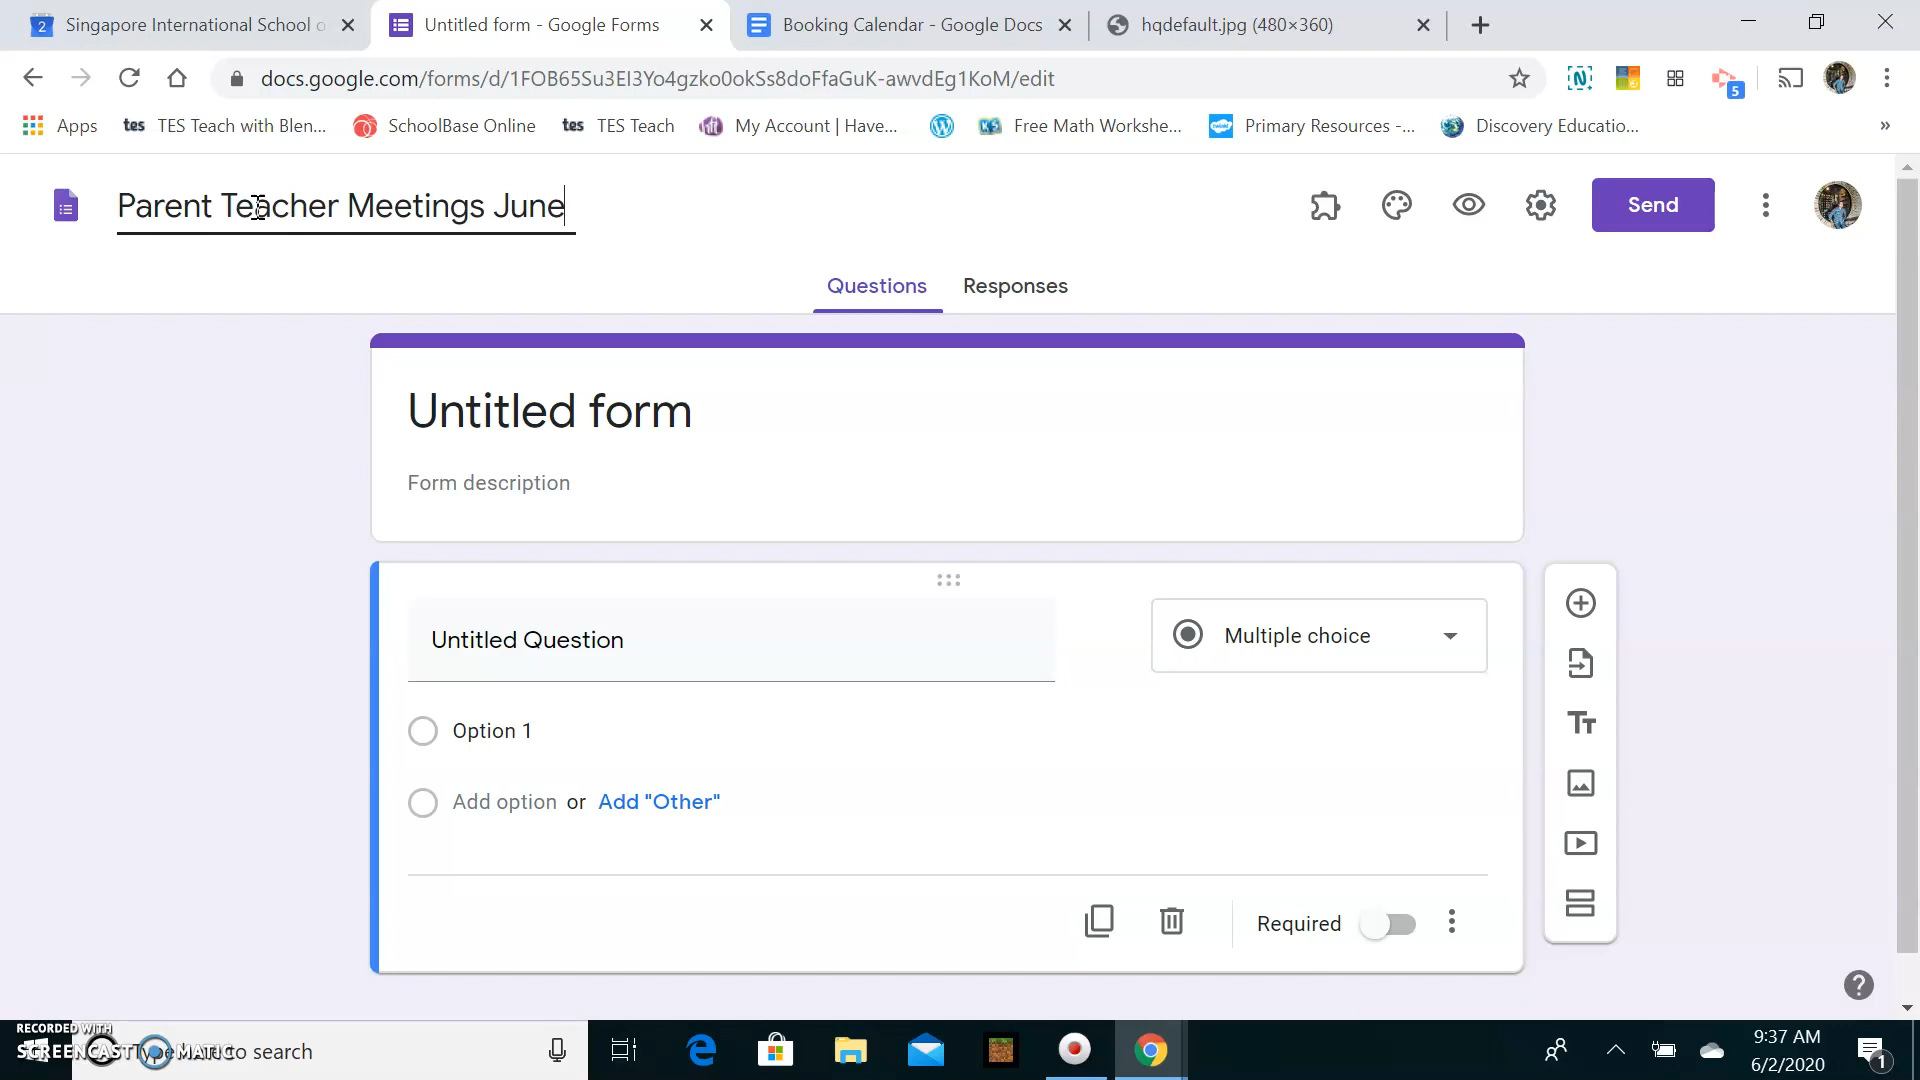 Singapore International School o
Untitled form - Google Forms
Booking Calendar - Google Docs
hqdefault.jpg (480×360)
docs.google.com/forms/d/1FOB65Su3EI3Yo4gzko0okSs8doFfaGuK-awvdEg1KoM/edit
5
Apps
tes TES Teach with Blen...
SchoolBase Online
tes TES Teach
My Account | Have...
Free Math Workshe...
Primary Resources -...
Discovery Educatio...
»
Parent Teacher Meetings June
Send
Questions
Responses
Untitled form
Form description
Untitled Question
Multiple choice
Option 1
Add option or Add "Other"
Required
RECORDED WITH
SCREENCAST MATIC
Type here to search
9:37 AM
6/2/2020
1